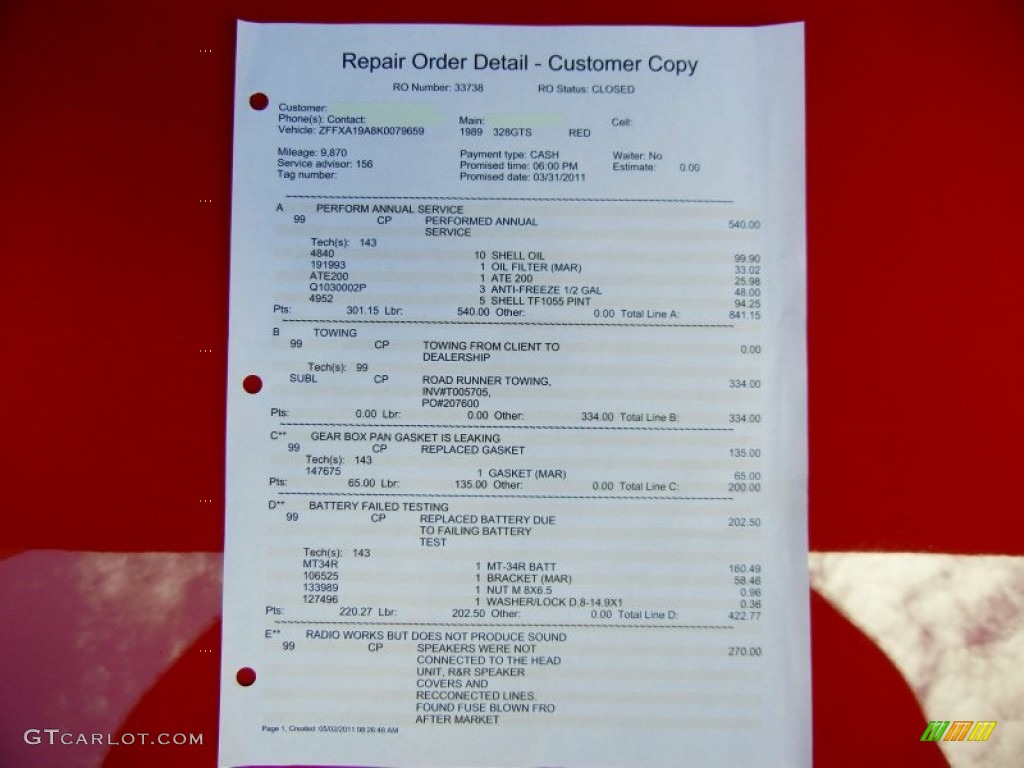 Repair Order Detail - Customer Copy
RO Number: 33738 RO Status: CLOSED
Customer:
Phone(s): Contact: Main: Cell:
Vehicle: ZFFXA19A8K0079659 1989 328GTS RED
Mileage: 9,870 Payment type: CASH Waiter: No
Service advisor: 156 Promised time: 06:00 PM Estimate: 0.00
Tag number: Promised date: 03/31/2011
A PERFORM ANNUAL SERVICE
99 CP PERFORMED ANNUAL 540.00
SERVICE
Tech(s): 143
4840 10 SHELL OIL 99.90
191993 1 OIL FILTER (MAR) 33.02
ATE200 1 ATE 200 25.98
Q1030002P 3 ANTI-FREEZE 1/2 GAL 48.00
4952 5 SHELL TF1055 PINT 94.25
Pts: 301.15 Lbr: 540.00 Other: 0.00 Total Line A: 841.15
B TOWING
99 CP TOWING FROM CLIENT TO 0.00
DEALERSHIP
Tech(s): 99
SUBL CP ROAD RUNNER TOWING, 334.00
INV#T005705,
PO#207600
Pts: 0.00 Lbr: 0.00 Other: 334.00 Total Line B: 334.00
C** GEAR BOX PAN GASKET IS LEAKING
99 CP REPLACED GASKET 135.00
Tech(s): 143
147675 1 GASKET (MAR) 65.00
Pts: 65.00 Lbr: 135.00 Other: 0.00 Total Line C: 200.00
D** BATTERY FAILED TESTING
99 CP REPLACED BATTERY DUE 202.50
TO FAILING BATTERY
TEST
Tech(s): 143
MT34R 1 MT-34R BATT 160.49
106525 1 BRACKET (MAR) 58.46
133989 1 NUT M 8X6.5 0.96
127496 1 WASHER/LOCK D.8-14.9X1 0.36
Pts: 220.27 Lbr: 202.50 Other: 0.00 Total Line D: 422.77
E** RADIO WORKS BUT DOES NOT PRODUCE SOUND
99 CP SPEAKERS WERE NOT 270.00
CONNECTED TO THE HEAD
UNIT, R&R SPEAKER
COVERS AND
RECCONECTED LINES.
FOUND FUSE BLOWN FRO
AFTER MARKET
Page 1, Created: 05/02/2011 08:26:46 AM
GTCARLOT.COM